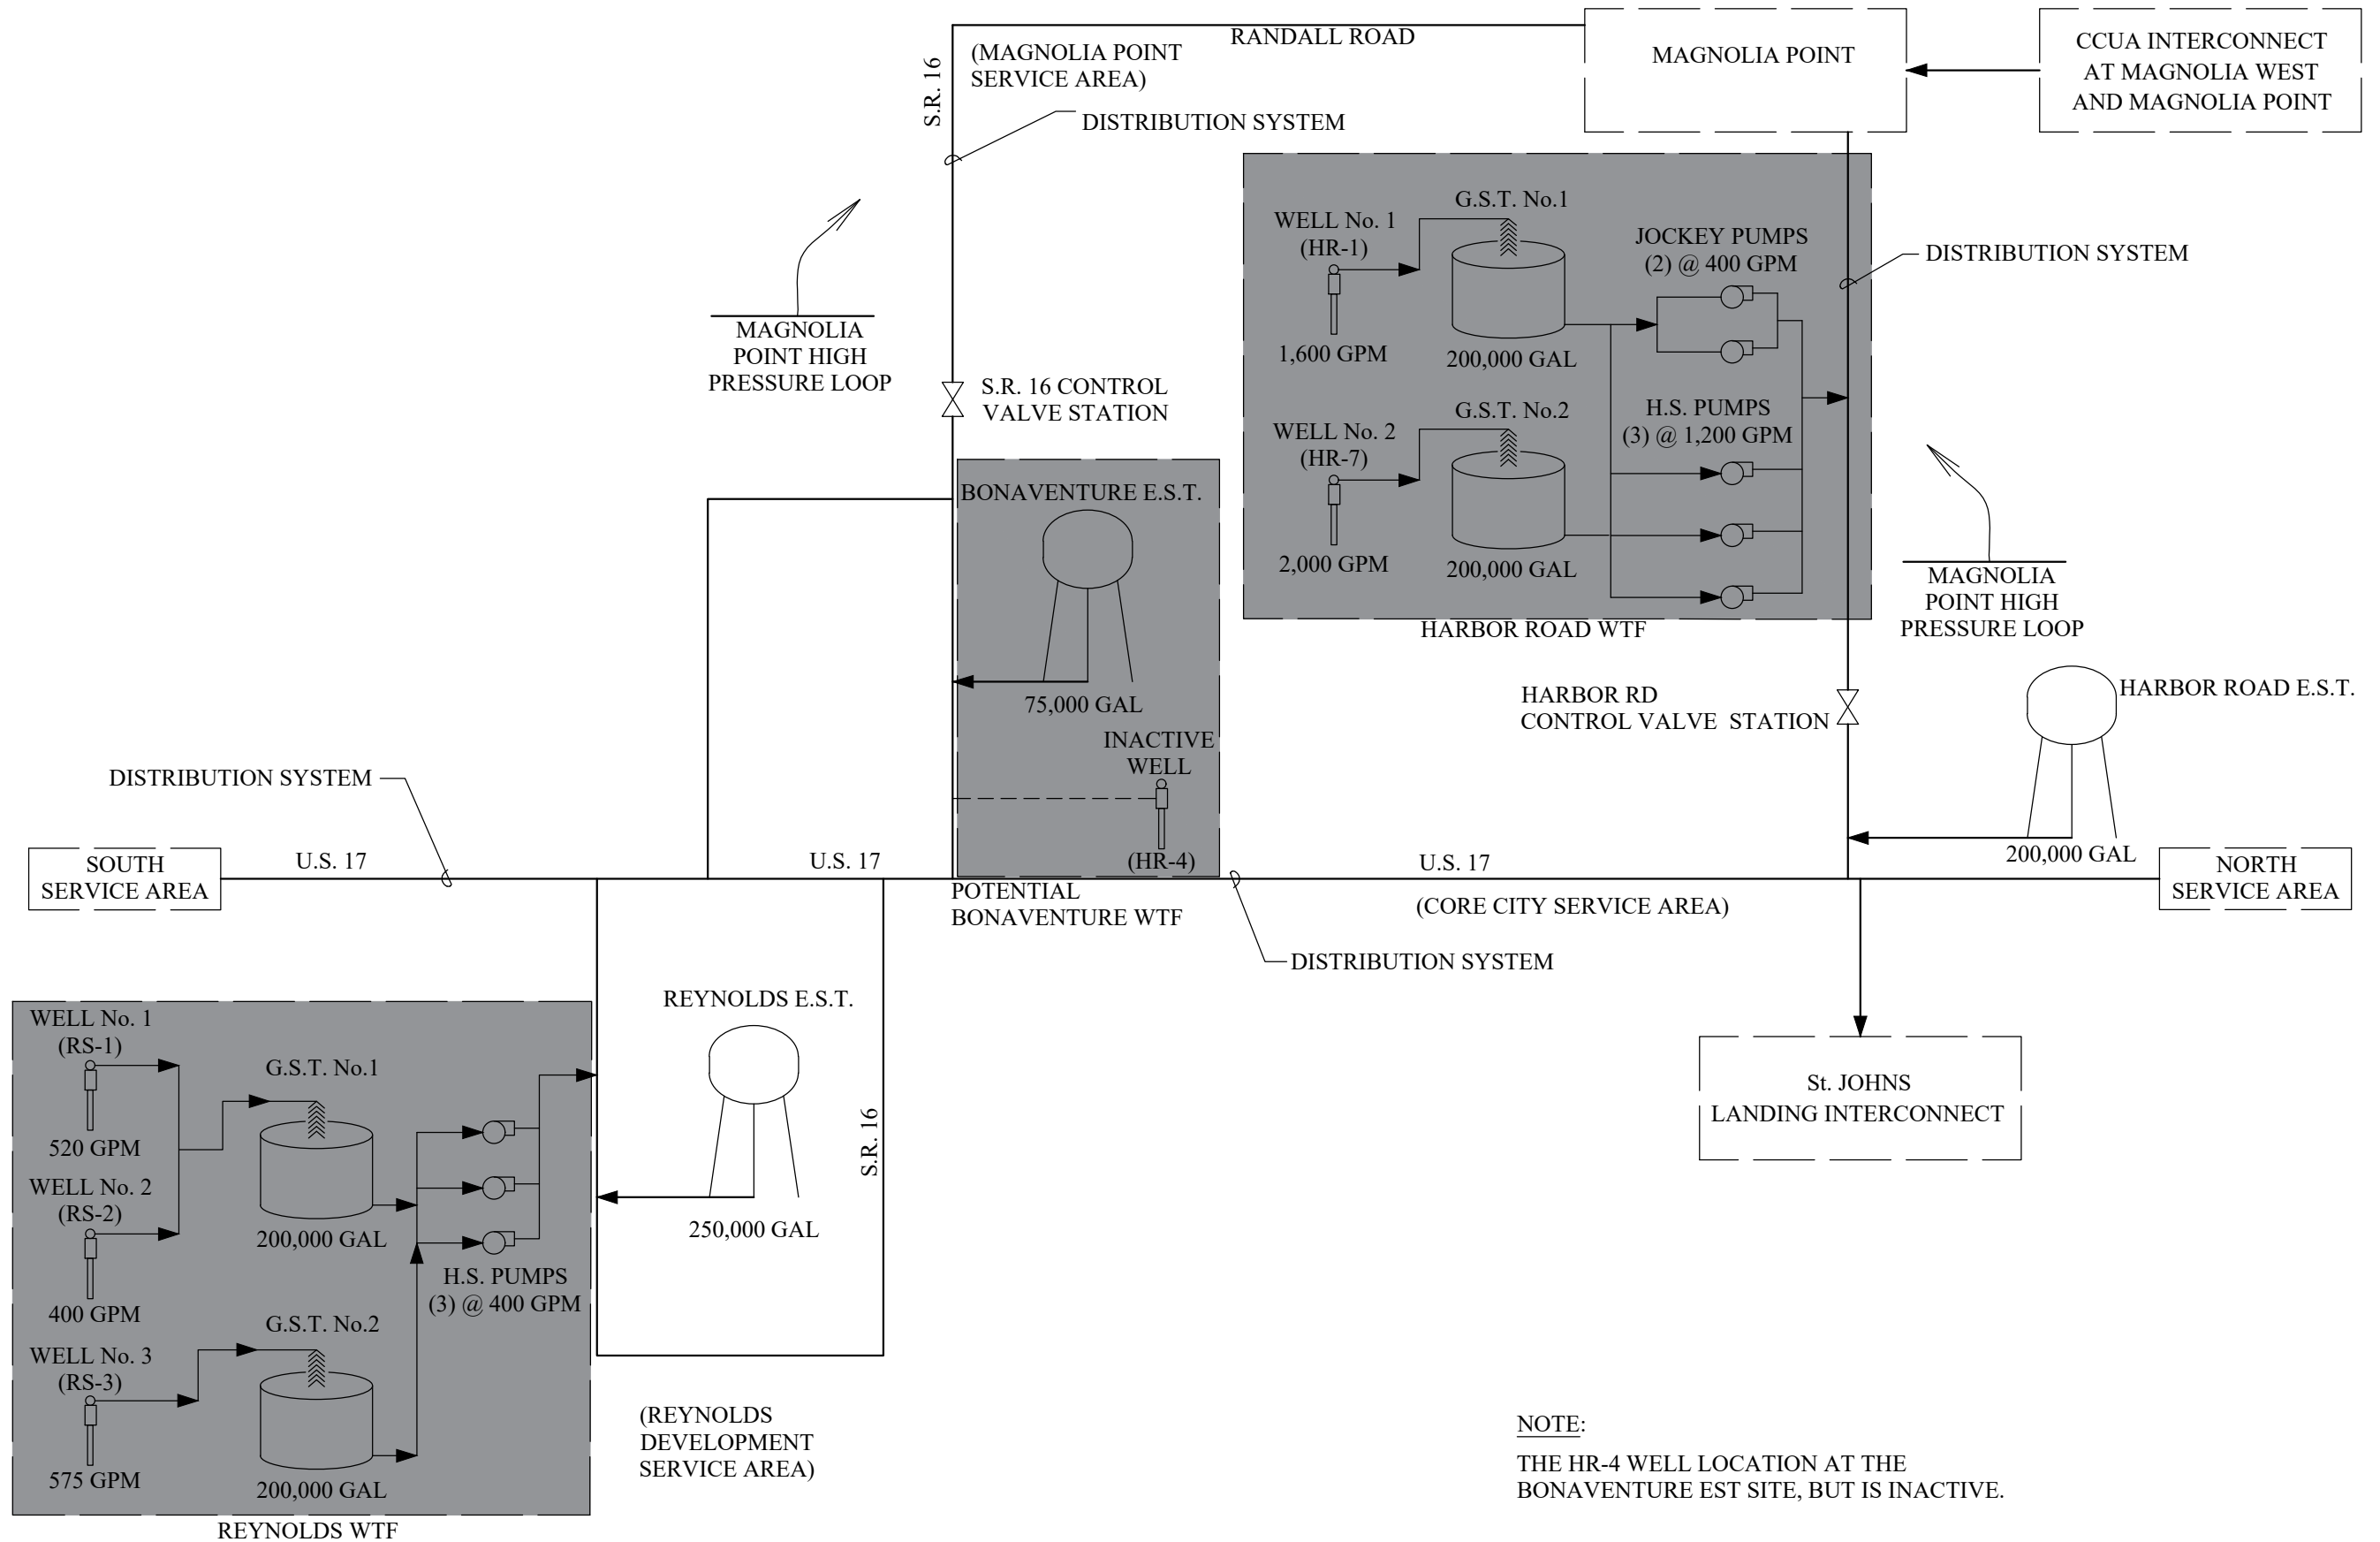 RANDALL ROAD
S.R. 16
(MAGNOLIA POINT
SERVICE AREA)
MAGNOLIA POINT
CCUA INTERCONNECT
AT MAGNOLIA WEST
AND MAGNOLIA POINT
DISTRIBUTION SYSTEM
WELL No. 1
(HR-1)
1,600 GPM
G.S.T. No.1
200,000 GAL
JOCKEY PUMPS
(2) @ 400 GPM
DISTRIBUTION SYSTEM
MAGNOLIA
POINT HIGH
PRESSURE LOOP
S.R. 16 CONTROL
VALVE STATION
WELL No. 2
(HR-7)
2,000 GPM
G.S.T. No.2
200,000 GAL
H.S. PUMPS
(3) @ 1,200 GPM
HARBOR ROAD WTF
BONAVENTURE E.S.T.
75,000 GAL
INACTIVE
WELL
(HR-4)
POTENTIAL
BONAVENTURE WTF
MAGNOLIA
POINT HIGH
PRESSURE LOOP
HARBOR RD
CONTROL VALVE STATION
HARBOR ROAD E.S.T.
200,000 GAL
DISTRIBUTION SYSTEM
SOUTH
SERVICE AREA
U.S. 17
U.S. 17
U.S. 17
(CORE CITY SERVICE AREA)
NORTH
SERVICE AREA
DISTRIBUTION SYSTEM
WELL No. 1
(RS-1)
520 GPM
WELL No. 2
(RS-2)
400 GPM
WELL No. 3
(RS-3)
575 GPM
G.S.T. No.1
200,000 GAL
G.S.T. No.2
200,000 GAL
H.S. PUMPS
(3) @ 400 GPM
REYNOLDS WTF
REYNOLDS E.S.T.
250,000 GAL
S.R. 16
(REYNOLDS
DEVELOPMENT
SERVICE AREA)
St. JOHNS
LANDING INTERCONNECT
NOTE:
THE HR-4 WELL LOCATION AT THE
BONAVENTURE EST SITE, BUT IS INACTIVE.